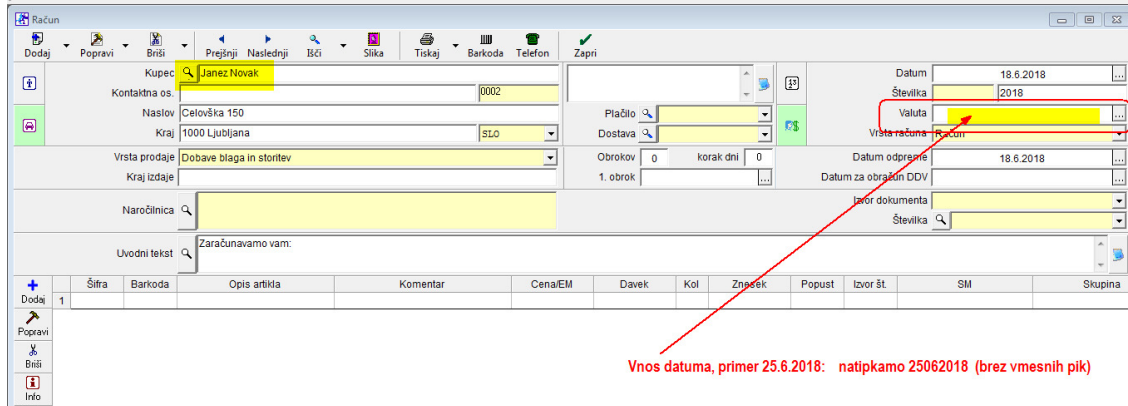 Račun
Dodaj Popravi Briši Prejšnji Naslednji Išči Slika Tiskaj Barkoda Telefon Zapri
Kupec Janez Novak Datum 18.6.2018 ...
Kontaktna os. 0002 Številka 2018
Naslov Celovška 150 Plačilo Valuta ...
Kraj 1000 Ljubljana SLO Dostava Vrsta računa Račun
Vrsta prodaje Dobave blaga in storitev Obrokov 0 korak dni 0 Datum odpreme 18.6.2018 ...
Kraj izdaje 1. obrok ... Datum za obračun DDV ...
Izvor dokumenta
Naročilnica Številka
Uvodni tekst Zaračunavamo vam:
Šifra Barkoda Opis artikla Komentar Cena/EM Davek Kol Znesek Popust Izvor št. SM Skupina
Dodaj 1
Popravi
Briši
Info
Vnos datuma, primer 25.6.2018: natipkamo 25062018 (brez vmesnih pik)